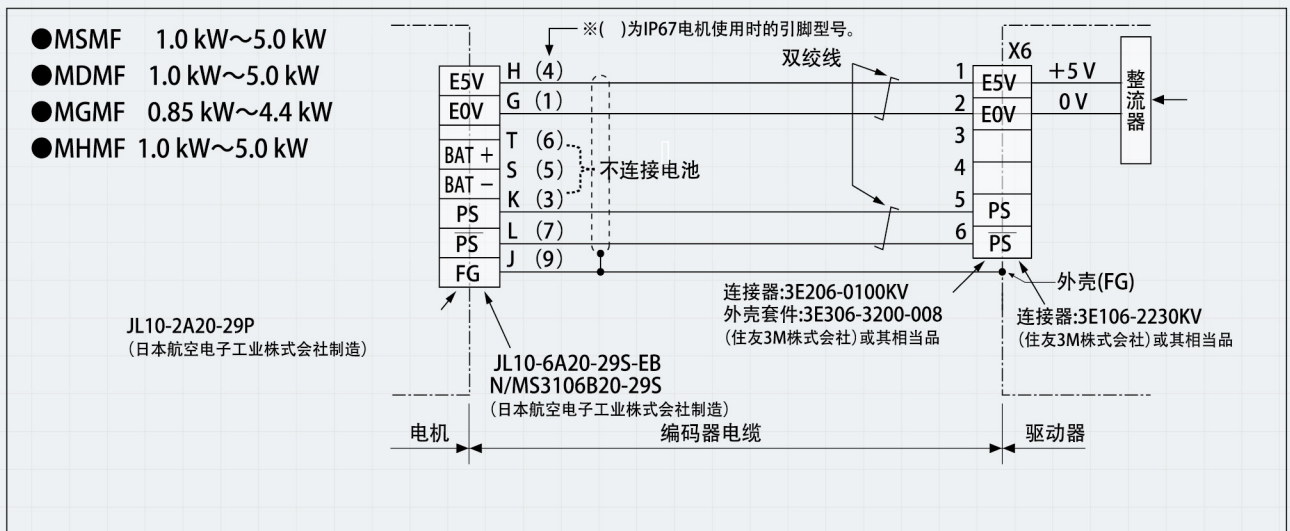 ●MSMF 1.0 kW～5.0 kW
●MDMF 1.0 kW～5.0 kW
●MGMF 0.85 kW～4.4 kW
●MHMF 1.0 kW～5.0 kW
※( )为IP67电机使用时的引脚型号。
双绞线
X6
整流器
E5V H (4) 1 E5V +5 V
E0V G (1) 2 E0V 0 V
T (6) 3
BAT +
S (5) 不连接电池 4
BAT −
K (3) 5
PS PS
L (7) 6
P̅S̅ P̅S̅
J (9)
FG
外壳(FG)
连接器:3E206-0100KV
外壳套件:3E306-3200-008
(住友3M株式会社)或其相当品
连接器:3E106-2230KV
(住友3M株式会社)或其相当品
JL10-2A20-29P
(日本航空电子工业株式会社制造)
JL10-6A20-29S-EB
N/MS3106B20-29S
(日本航空电子工业株式会社制造)
电机 编码器电缆 驱动器